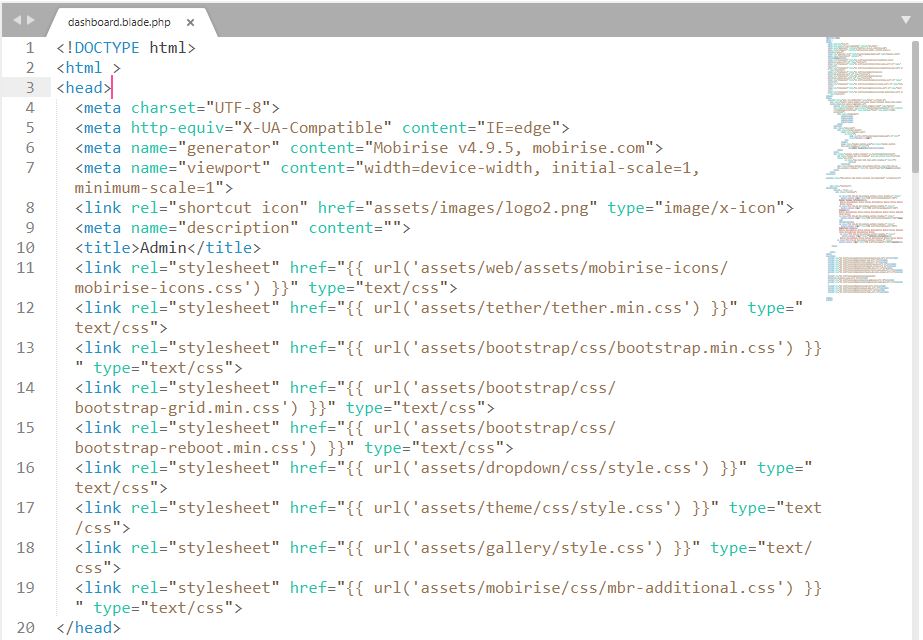 dashboard.blade.php ×
1 <!DOCTYPE html>
2 <html >
3 <head>
4 <meta charset="UTF-8">
5 <meta http-equiv="X-UA-Compatible" content="IE=edge">
6 <meta name="generator" content="Mobirise v4.9.5, mobirise.com">
7 <meta name="viewport" content="width=device-width, initial-scale=1,
minimum-scale=1">
8 <link rel="shortcut icon" href="assets/images/logo2.png" type="image/x-icon">
9 <meta name="description" content="">
10 <title>Admin</title>
11 <link rel="stylesheet" href="{{ url('assets/web/assets/mobirise-icons/
mobirise-icons.css') }}" type="text/css">
12 <link rel="stylesheet" href="{{ url('assets/tether/tether.min.css') }}" type="
text/css">
13 <link rel="stylesheet" href="{{ url('assets/bootstrap/css/bootstrap.min.css') }}
" type="text/css">
14 <link rel="stylesheet" href="{{ url('assets/bootstrap/css/
bootstrap-grid.min.css') }}" type="text/css">
15 <link rel="stylesheet" href="{{ url('assets/bootstrap/css/
bootstrap-reboot.min.css') }}" type="text/css">
16 <link rel="stylesheet" href="{{ url('assets/dropdown/css/style.css') }}" type="
text/css">
17 <link rel="stylesheet" href="{{ url('assets/theme/css/style.css') }}" type="text
/css">
18 <link rel="stylesheet" href="{{ url('assets/gallery/style.css') }}" type="text/
css">
19 <link rel="stylesheet" href="{{ url('assets/mobirise/css/mbr-additional.css') }}
" type="text/css">
20 </head>